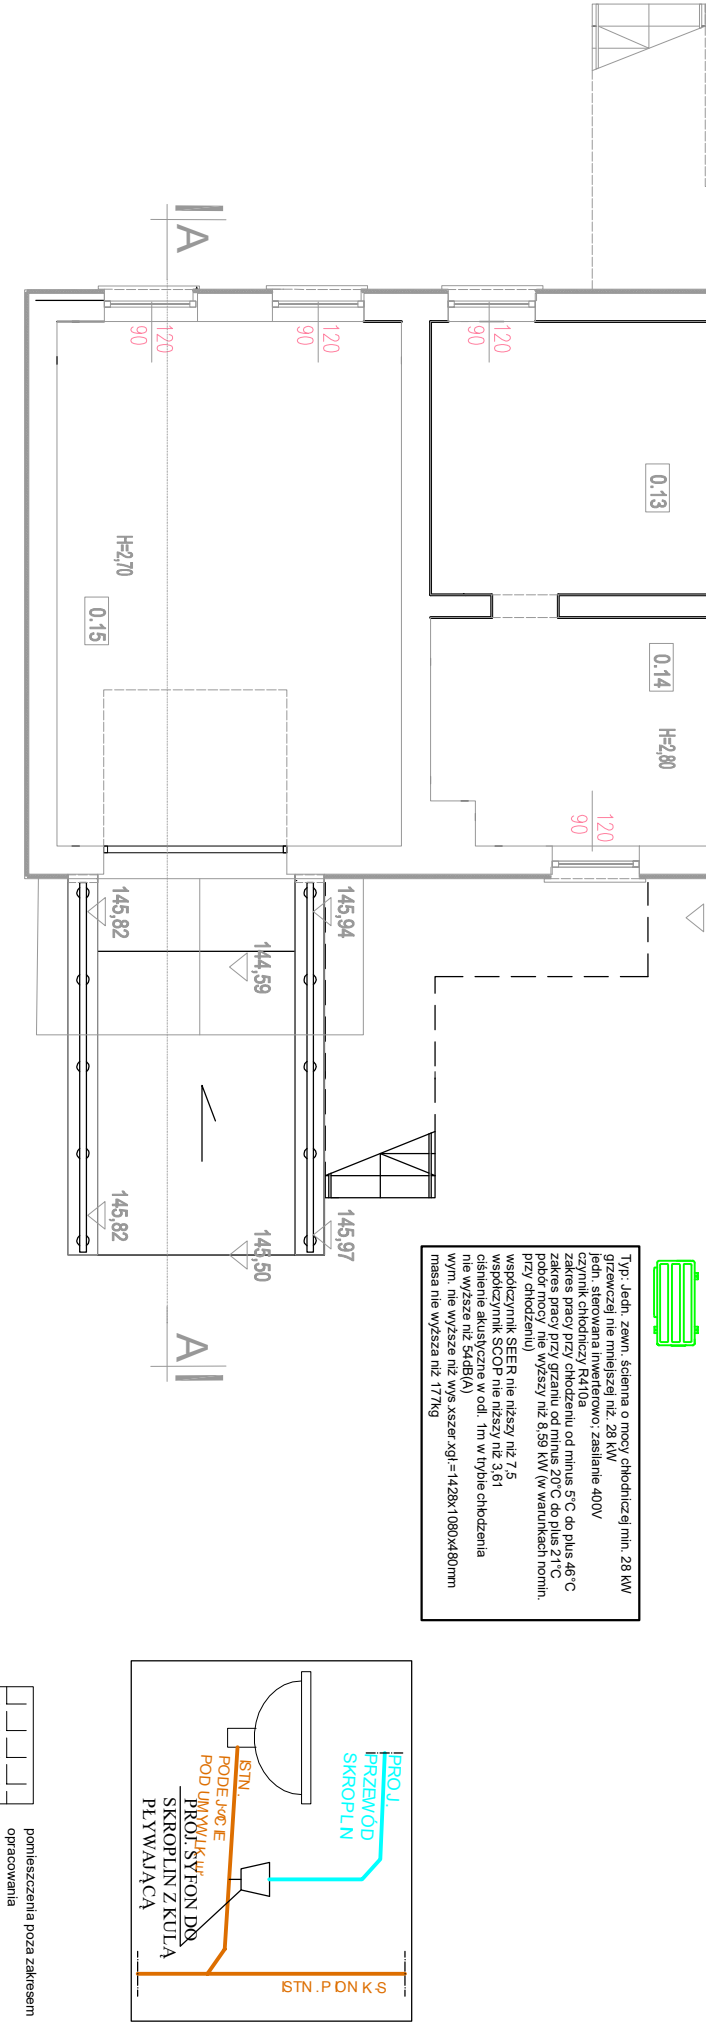 A
120
90
120
90
120
90
0.13
H=2,70
0.15
0.14
H=2,80
120
90
145,82
145,94
144,59
145,82
145,97
145,50
A
Typ: Jedn. zewn. ścienna o mocy chłodniczej min. 28 kW
grzewczej nie mniejszej niż. 28 kW
jedn. sterowana inwerterowo; zasilanie 400V
czynnik chłodniczy R410a
zakres pracy przy chłodzeniu od minus 5°C do plus 46°C
zakres pracy przy grzaniu od minus 20°C do plus 21°C
pobór mocy nie wyższy niż 8,59 kW (w warunkach nomin.
przy chłodzeniu)
współczynnik SEER nie niższy niż 7,5
współczynnik SCOP nie niższy niż 3,61
ciśnienie akustyczne w odl. 1m w trybie chłodzenia
nie wyższe niż 54dB(A)
wym. nie wyższe niż wys.xszer.xgł.=1428x1080x480mm
masa nie wyższa niż 177kg
PROJ.
PRZEWÓD
SKROPLIN
ISTN.
PODEJŚCIE
POD
PROJ. SYFON DO
SKROPLIN Z KULĄ
PŁYWAJĄCĄ
ISTN. PION KS
pomieszczenia poza zakresem
opracowania